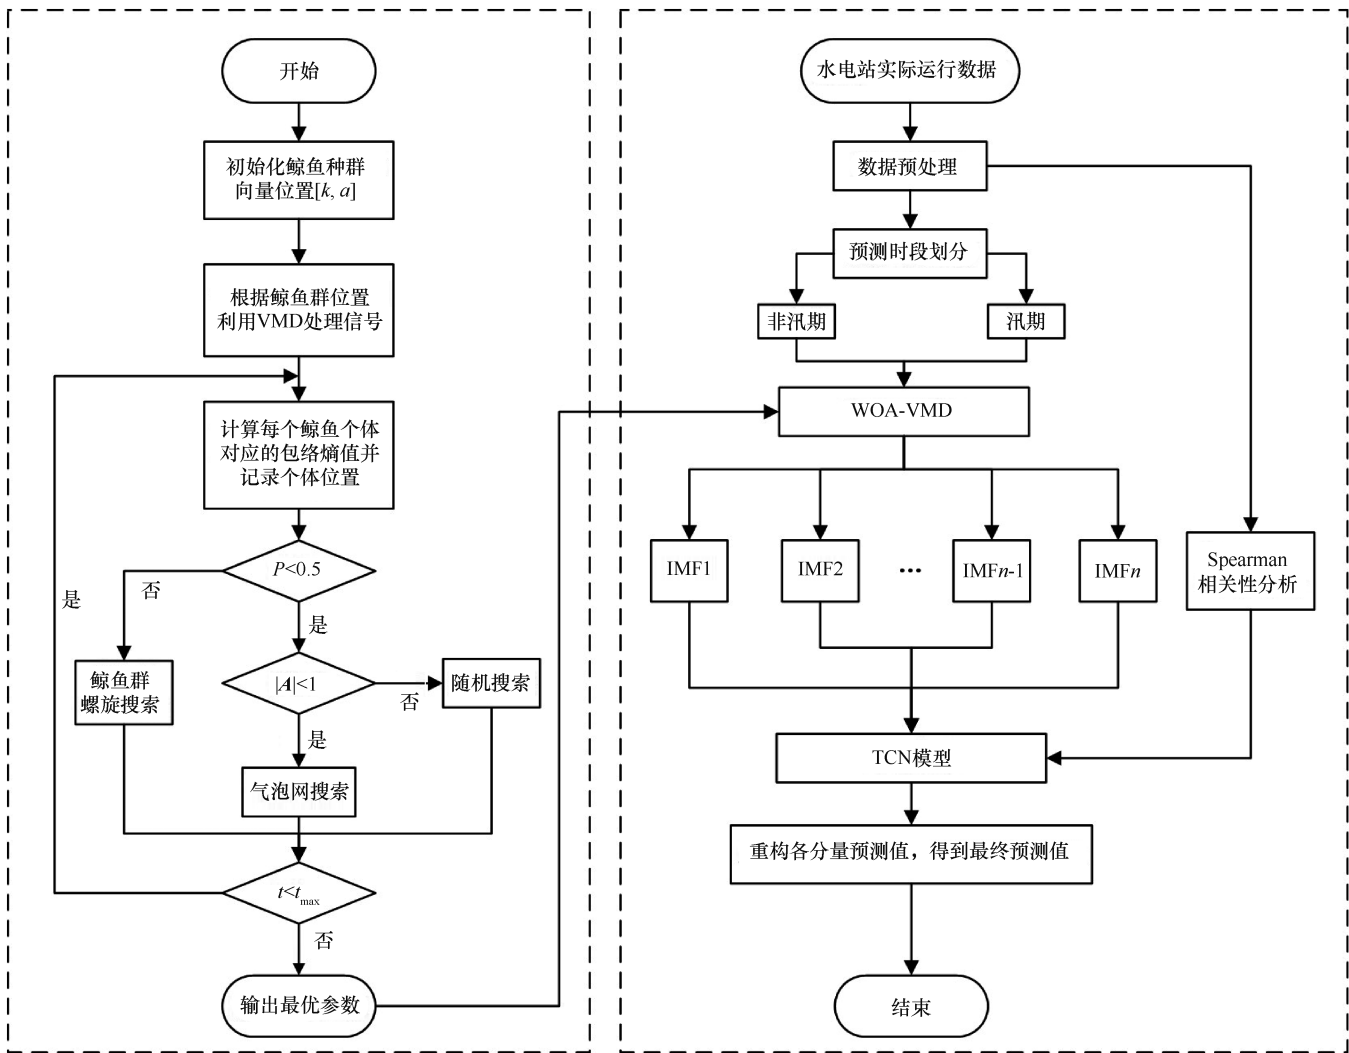 开始
初始化鲸鱼种群
向量位置[k, a]
根据鲸鱼群位置
利用VMD处理信号
计算每个鲸鱼个体
对应的包络熵值并
记录个体位置
P<0.5
否
是
是
鲸鱼群
螺旋搜索
|A|<1
否
随机搜索
是
气泡网搜索
t<tmax
否
输出最优参数
水电站实际运行数据
数据预处理
预测时段划分
非汛期
汛期
WOA-VMD
IMF1
IMF2
...
IMFn-1
IMFn
Spearman
相关性分析
TCN模型
重构各分量预测值，得到最终预测值
结束